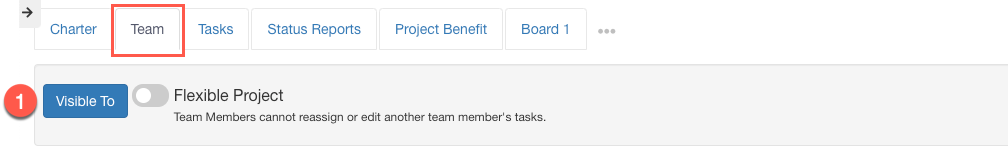 Charter Team Tasks Status Reports Project Benefit Board 1
1 Visible To Flexible Project
Team Members cannot reassign or edit another team member's tasks.